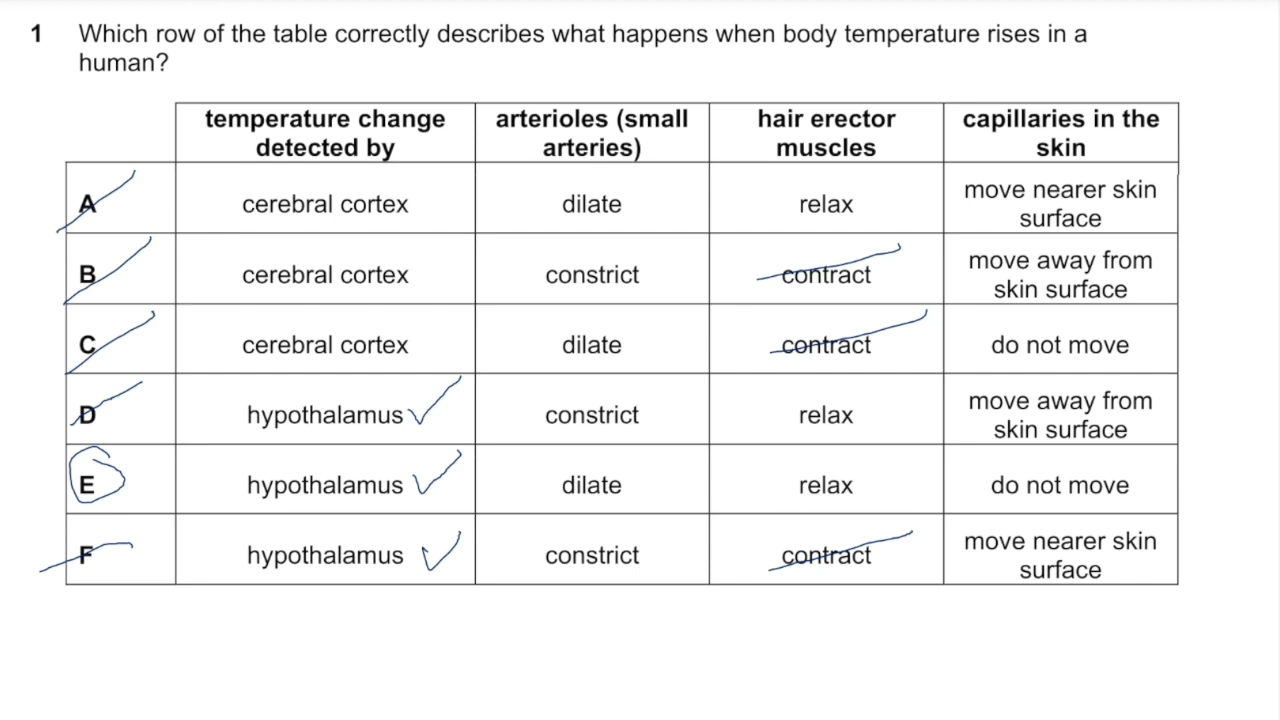 1 Which row of the table correctly describes what happens when body temperature rises in a
human?
temperature change detected by | arterioles (small arteries) | hair erector muscles | capillaries in the skin
A | cerebral cortex | dilate | relax | move nearer skin surface
B | cerebral cortex | constrict | contract | move away from skin surface
C | cerebral cortex | dilate | contract | do not move
D | hypothalamus | constrict | relax | move away from skin surface
E | hypothalamus | dilate | relax | do not move
F | hypothalamus | constrict | contract | move nearer skin surface